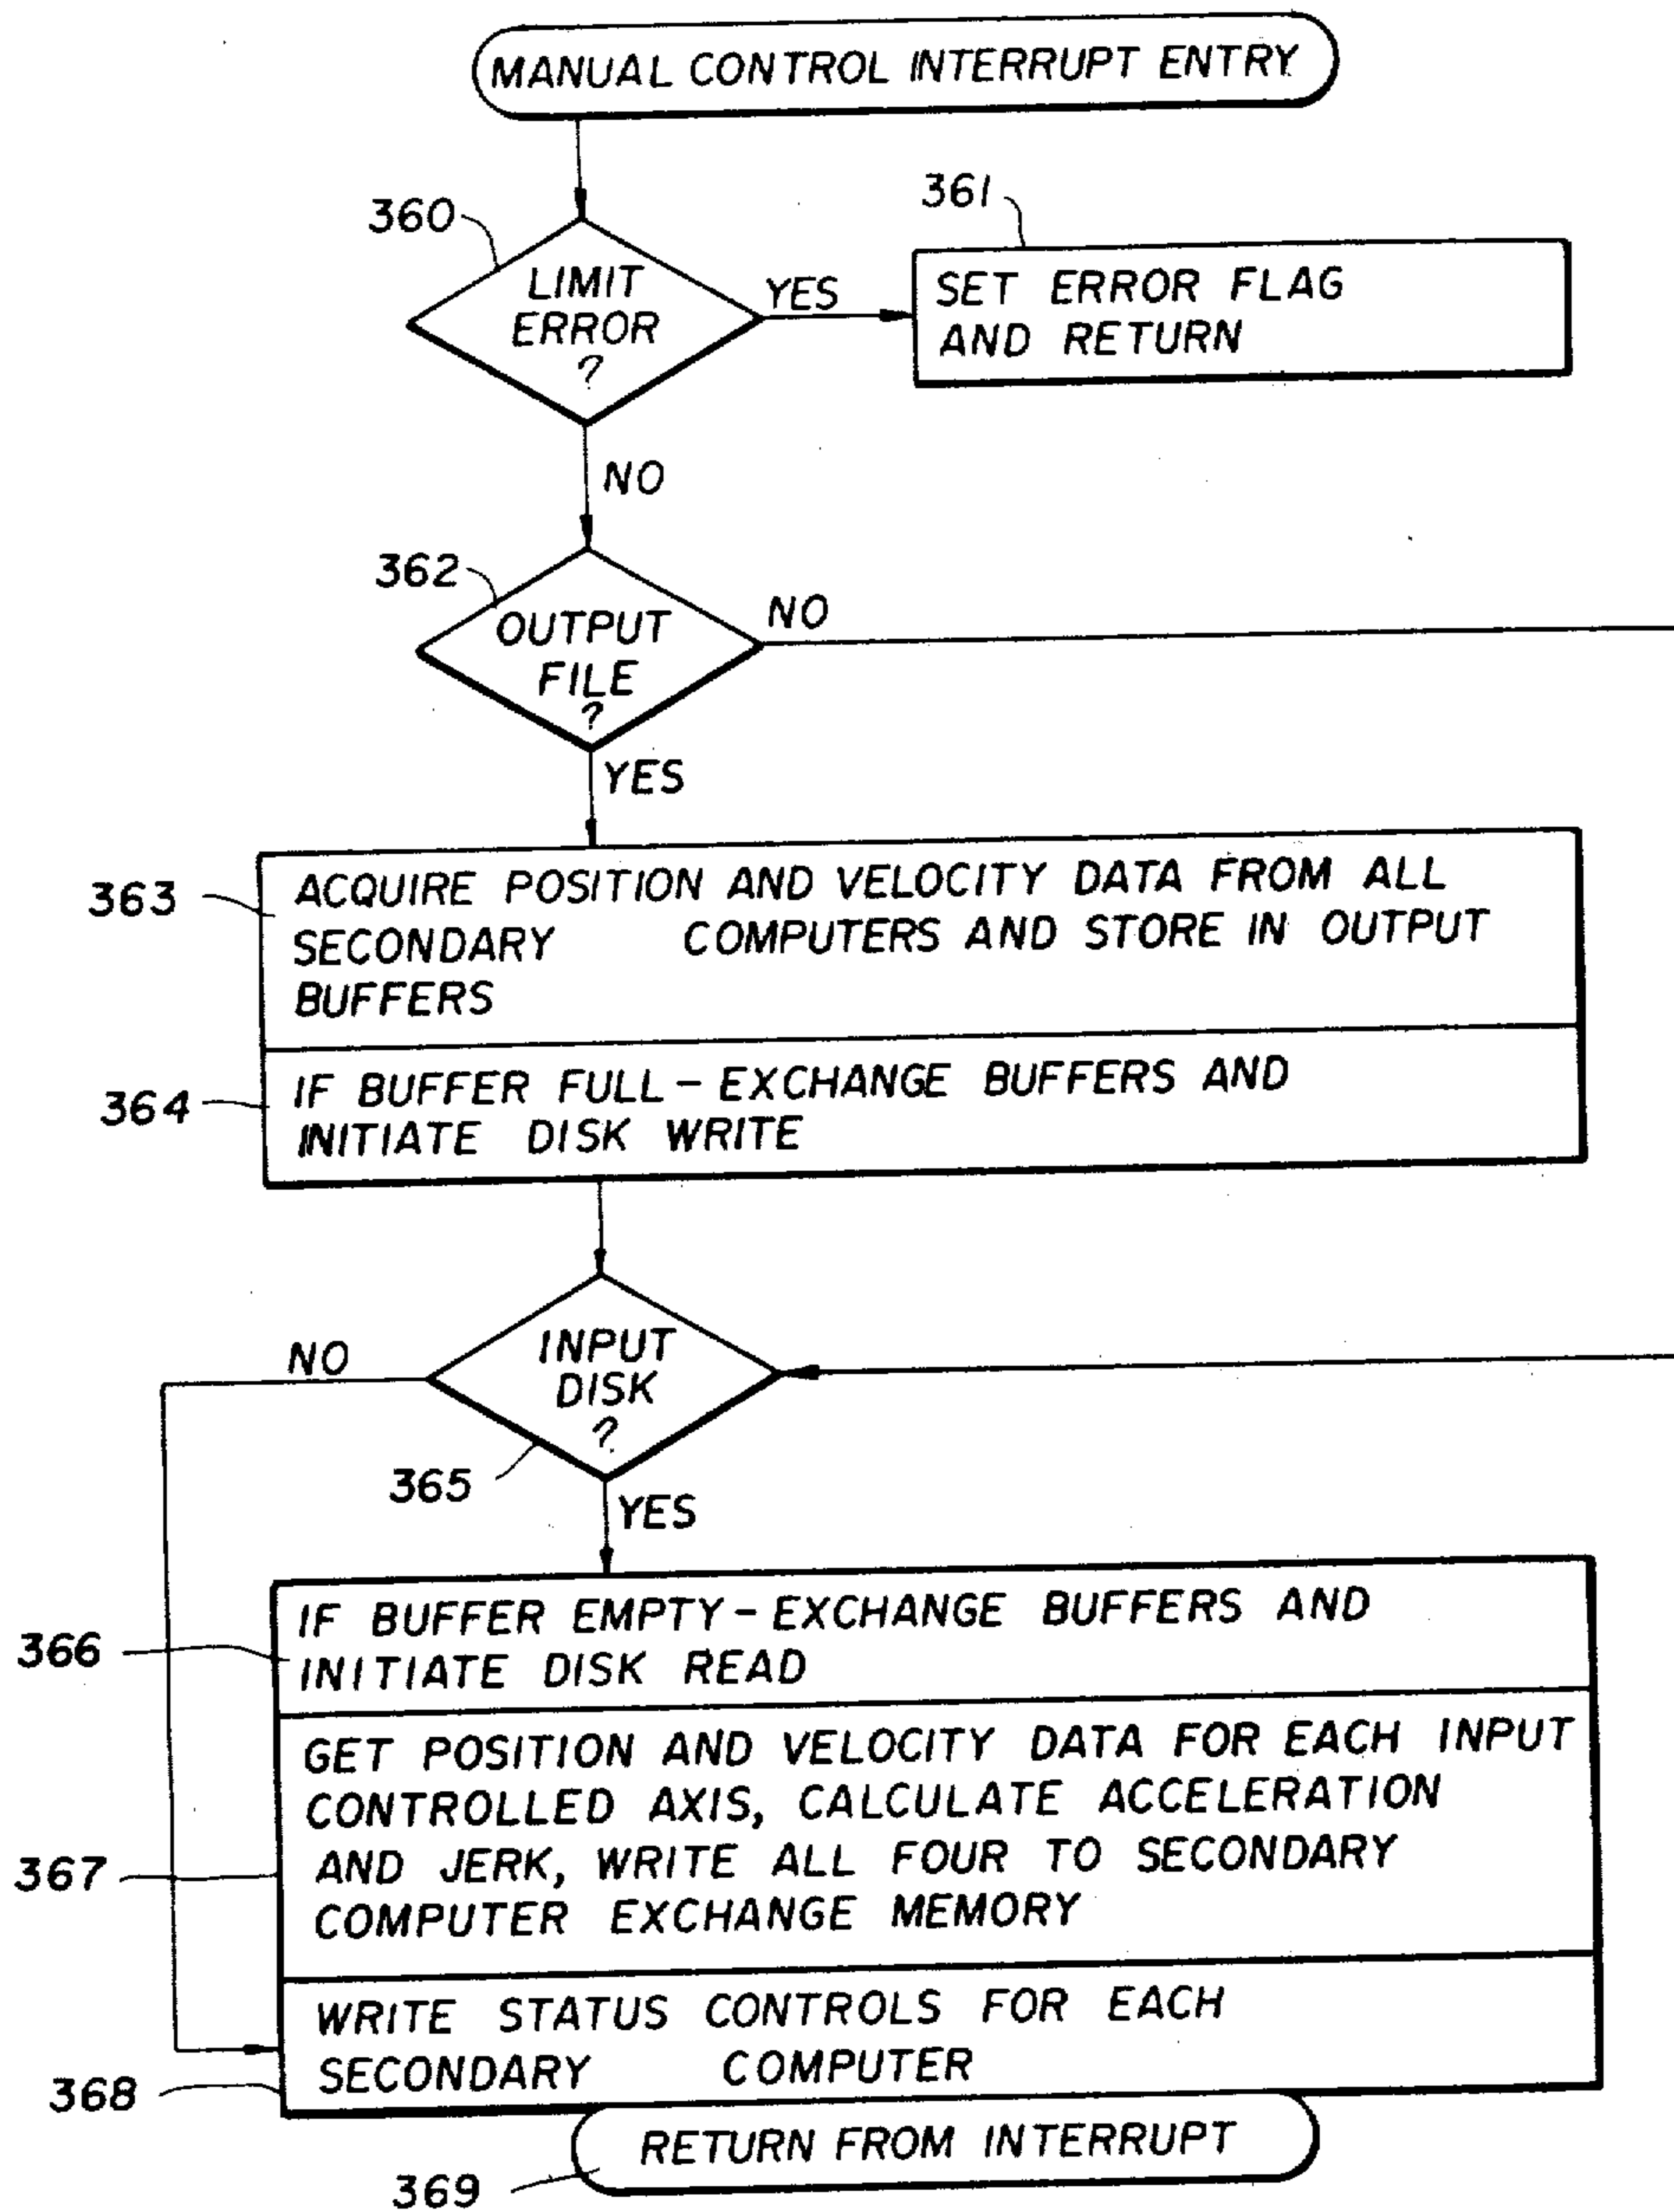 MANUAL CONTROL INTERRUPT ENTRY
360
LIMIT
ERROR
?
YES
361
SET ERROR FLAG
AND RETURN
NO
362
OUTPUT
FILE
?
NO
YES
363
ACQUIRE POSITION AND VELOCITY DATA FROM ALL
SECONDARY COMPUTERS AND STORE IN OUTPUT
BUFFERS
364
IF BUFFER FULL - EXCHANGE BUFFERS AND
INITIATE DISK WRITE
NO
INPUT
DISK
?
365
YES
366
IF BUFFER EMPTY - EXCHANGE BUFFERS AND
INITIATE DISK READ
367
GET POSITION AND VELOCITY DATA FOR EACH INPUT
CONTROLLED AXIS, CALCULATE ACCELERATION
AND JERK, WRITE ALL FOUR TO SECONDARY
COMPUTER EXCHANGE MEMORY
368
WRITE STATUS CONTROLS FOR EACH
SECONDARY COMPUTER
RETURN FROM INTERRUPT
369